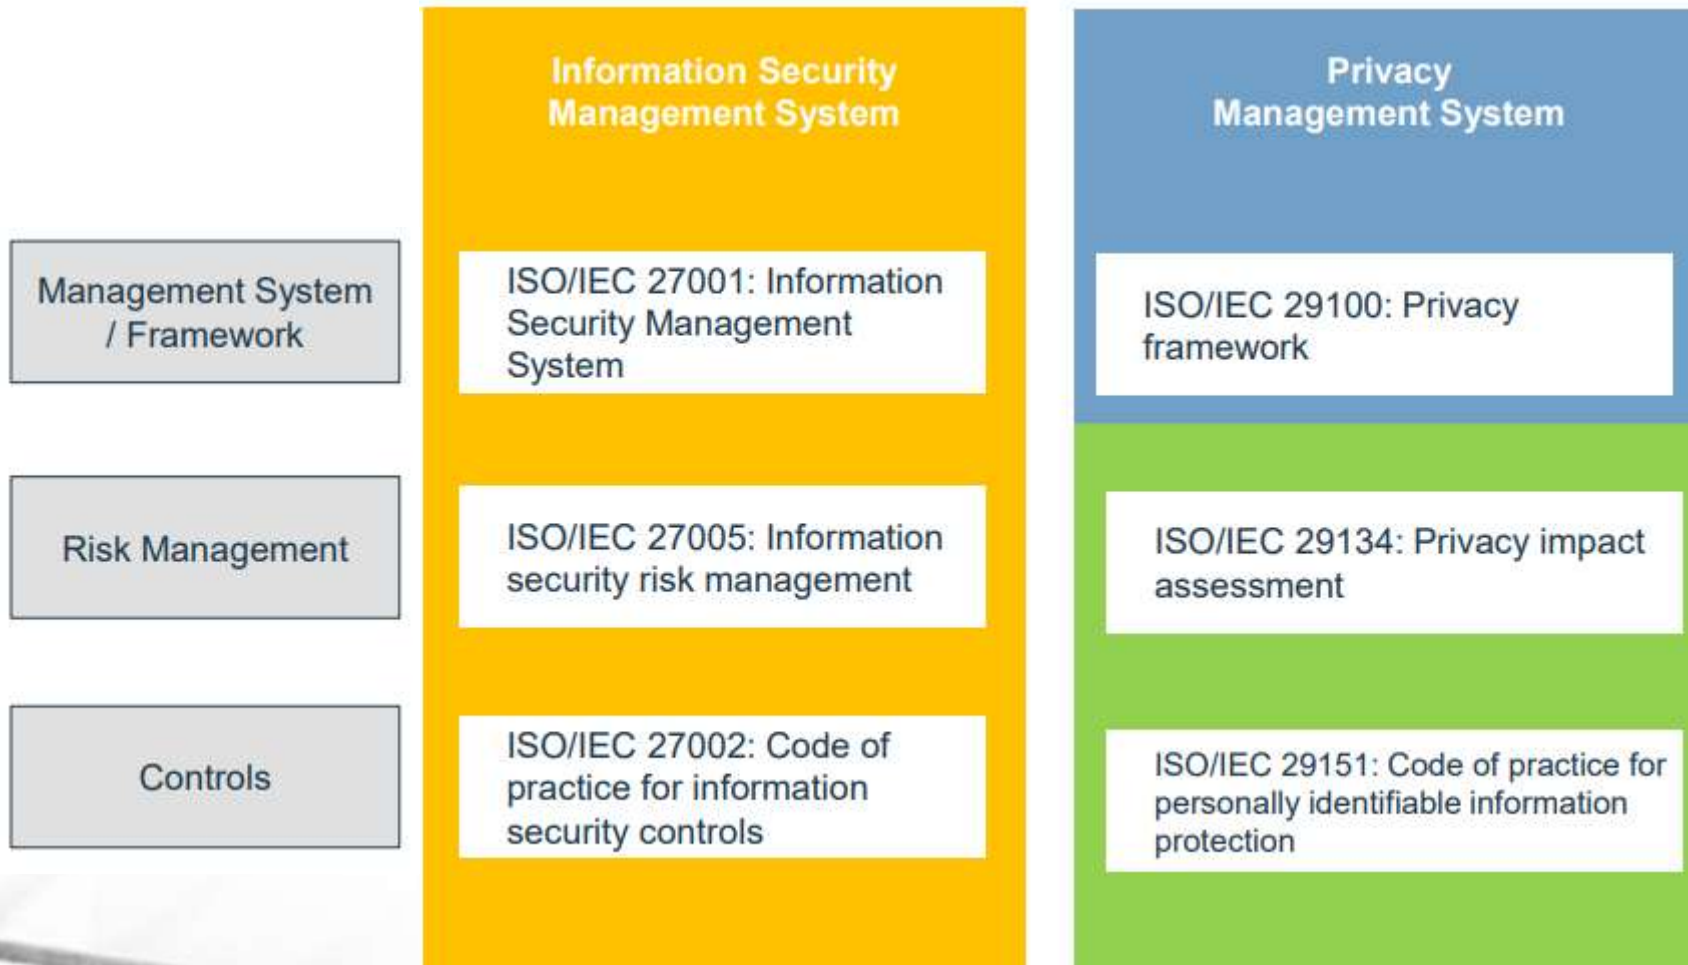 Information Security
Management System
Privacy
Management System
Management System
/ Framework
ISO/IEC 27001: Information
Security Management
System
ISO/IEC 29100: Privacy
framework
Risk Management
ISO/IEC 27005: Information
security risk management
ISO/IEC 29134: Privacy impact
assessment
Controls
ISO/IEC 27002: Code of
practice for information
security controls
ISO/IEC 29151: Code of practice for
personally identifiable information
protection